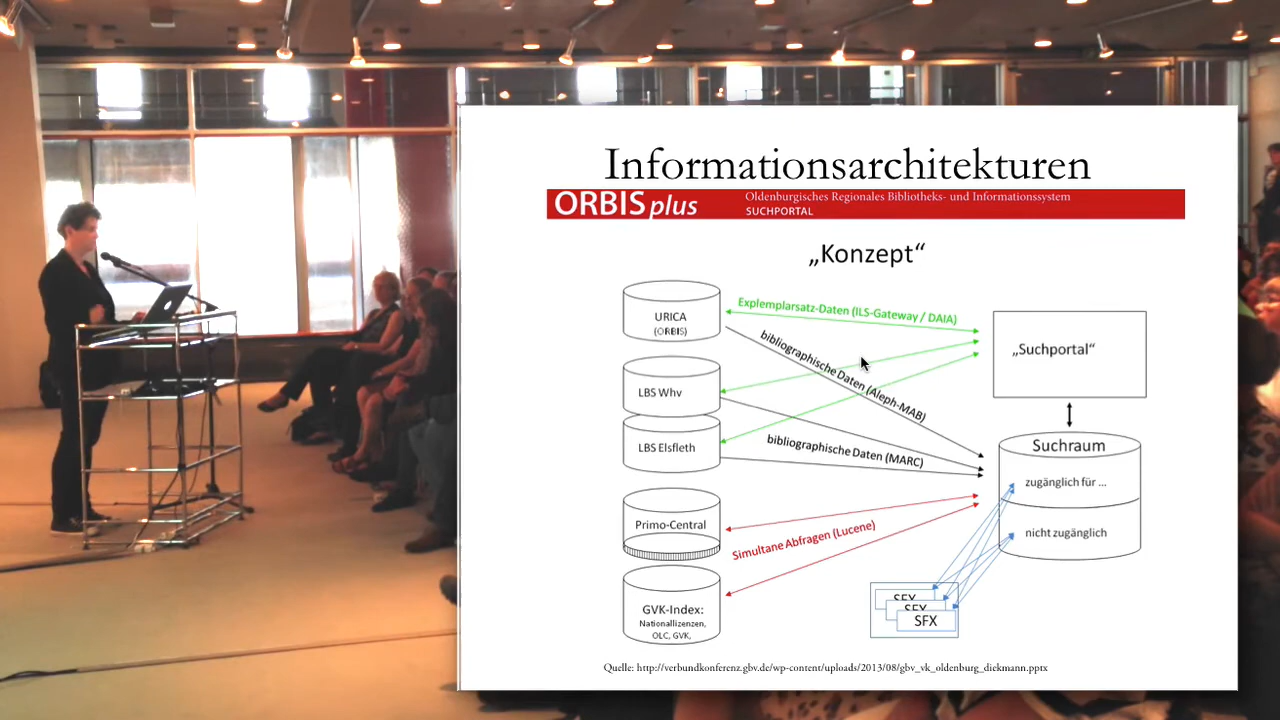 Informationsarchitekturen
ORBIS plus
Oldenburgisches Regionales Bibliotheks- und Informationssystem
SUCHPORTAL
„Konzept“
URICA
(ORBIS)
Explemplarsatz-Daten (ILS-Gateway / DAIA)
„Suchportal“
bibliographische Daten (Aleph-MAB)
LBS Whv
LBS Elsfleth
bibliographische Daten (MARC)
Suchraum
zugänglich für ...
nicht zugänglich
Primo-Central
Simultane Abfragen (Lucene)
GVK-Index:
Nationallizenzen,
OLC, GVK,
SFX
SFX
SFX
Quelle: http://verbundkonferenz.gbv.de/wp-content/uploads/2013/08/gbv_vk_oldenburg_diekmann.pptx